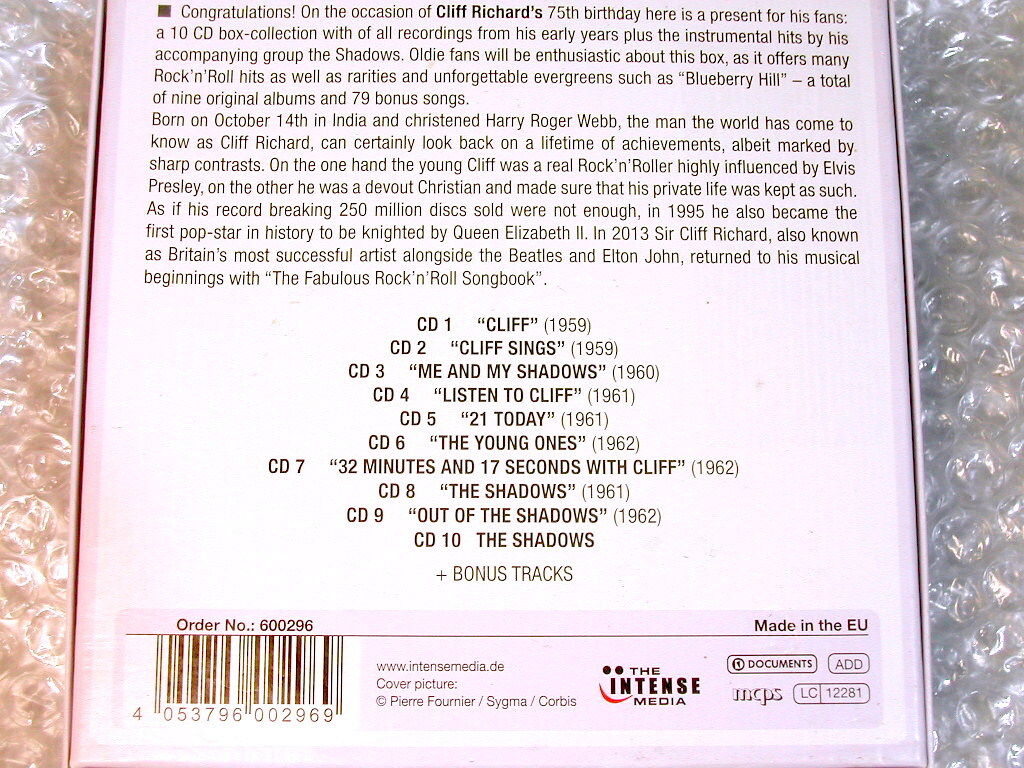 ■ Congratulations! On the occasion of Cliff Richard's 75th birthday here is a present for his fans:
a 10 CD box-collection with of all recordings from his early years plus the instrumental hits by his
accompanying group the Shadows. Oldie fans will be enthusiastic about this box, as it offers many
Rock'n'Roll hits as well as rarities and unforgettable evergreens such as “Blueberry Hill” – a total
of nine original albums and 79 bonus songs.
Born on October 14th in India and christened Harry Roger Webb, the man the world has come to
know as Cliff Richard, can certainly look back on a lifetime of achievements, albeit marked by
sharp contrasts. On the one hand the young Cliff was a real Rock'n'Roller highly influenced by Elvis
Presley, on the other he was a devout Christian and made sure that his private life was kept as such.
As if his record breaking 250 million discs sold were not enough, in 1995 he also became the
first pop-star in history to be knighted by Queen Elizabeth II. In 2013 Sir Cliff Richard, also known
as Britain's most successful artist alongside the Beatles and Elton John, returned to his musical
beginnings with “The Fabulous Rock'n'Roll Songbook”.
CD 1 “CLIFF” (1959)
CD 2 “CLIFF SINGS” (1959)
CD 3 “ME AND MY SHADOWS” (1960)
CD 4 “LISTEN TO CLIFF” (1961)
CD 5 “21 TODAY” (1961)
CD 6 “THE YOUNG ONES” (1962)
CD 7 “32 MINUTES AND 17 SECONDS WITH CLIFF” (1962)
CD 8 “THE SHADOWS” (1961)
CD 9 “OUT OF THE SHADOWS” (1962)
CD 10 THE SHADOWS
+ BONUS TRACKS
Order No.: 600296
Made in the EU
4 053796 002969
www.intensemedia.de
Cover picture:
© Pierre Fournier / Sygma / Corbis
THE
INTENSE
MEDIA
DOCUMENTS
ADD
mcps
LC 12281